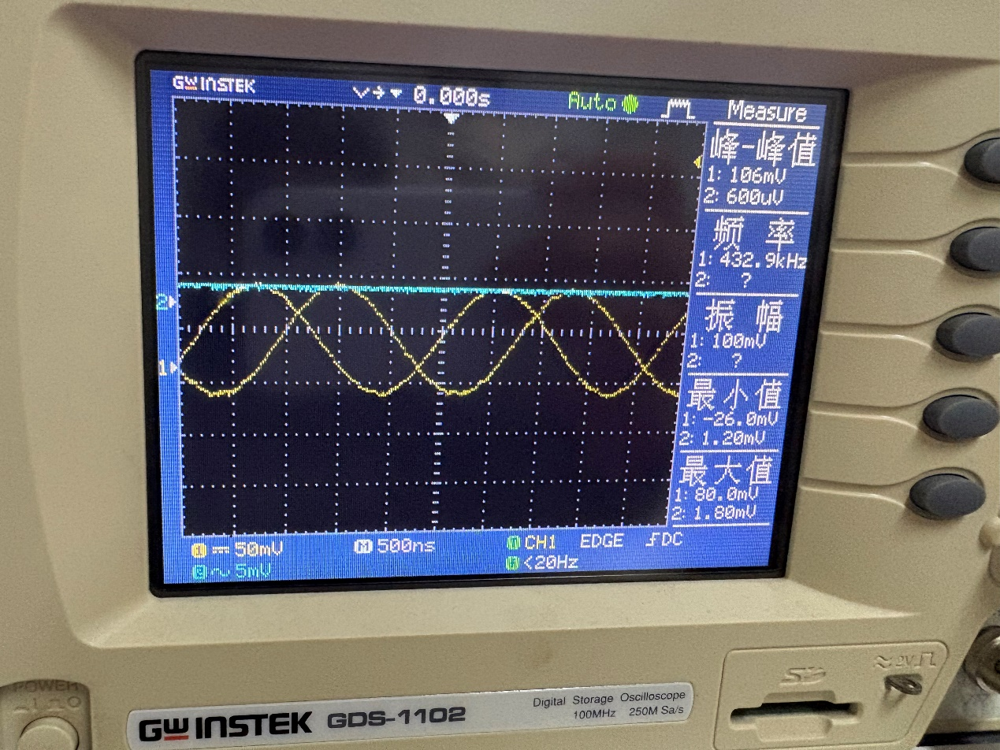 GW INSTEK
0.000s
Auto
Measure
峰-峰值
1: 106mV
2: 600uV
频 率
1: 432.9kHz
2: ?
振 幅
1: 100mV
2: ?
最小值
1: -26.0mV
2: 1.20mV
最大值
1: 80.0mV
2: 1.80mV
2
1
1 50mV
M 500ns
CH1 EDGE DC
2 5mV
<20Hz
POWER
GW INSTEK GDS-1102
Digital Storage Oscilloscope
100MHz 250M Sa/s
SD
≈2V